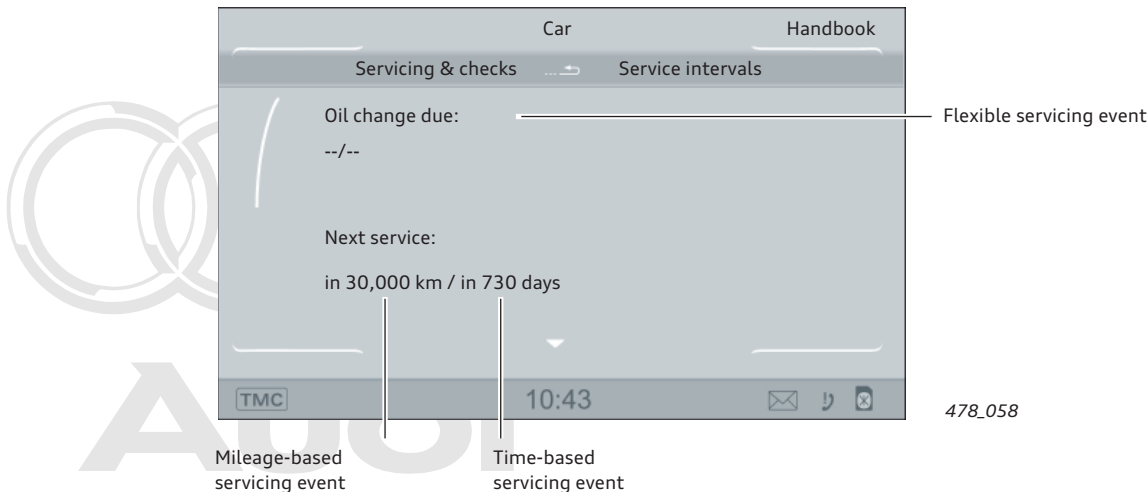 Car Handbook
Servicing & checks ... Service intervals
Oil change due:
Flexible servicing event
--/--
Next service:
in 30,000 km / in 730 days
TMC 10:43
478_058
Mileage-based
servicing event
Time-based
servicing event
Audi